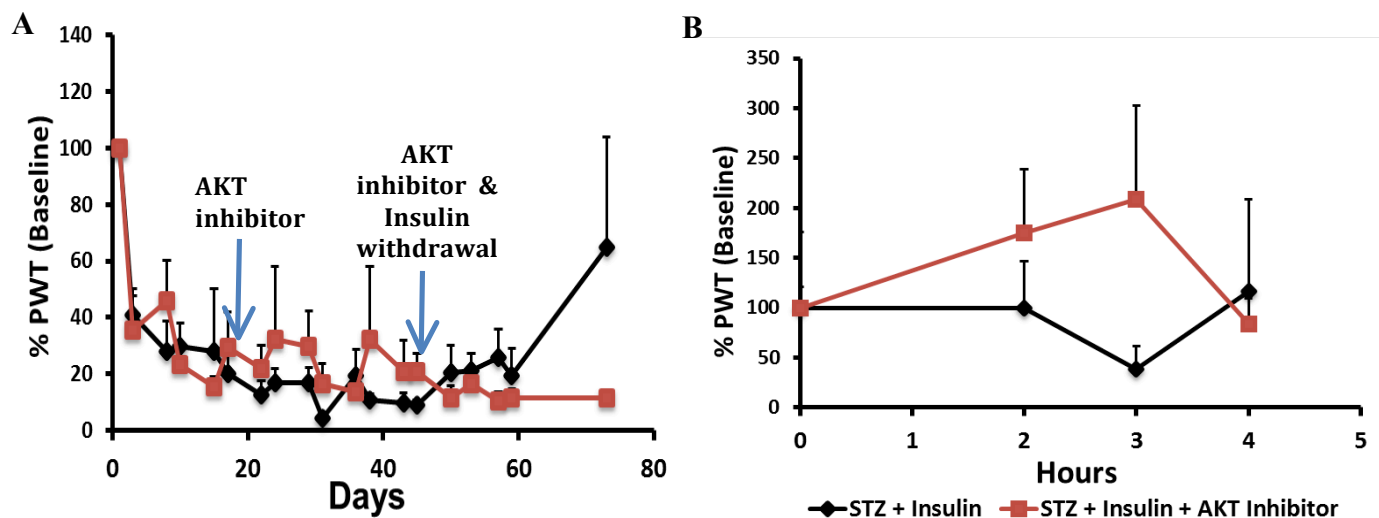 A
140
120
100
80
60
40
20
0
% PWT (Baseline)
AKT
inhibitor
AKT
inhibitor &
Insulin
withdrawal
0 20 40 60 80
Days
B
350
300
250
200
150
100
50
0
% PWT (Baseline)
0 1 2 3 4 5
Hours
STZ + Insulin STZ + Insulin + AKT Inhibitor